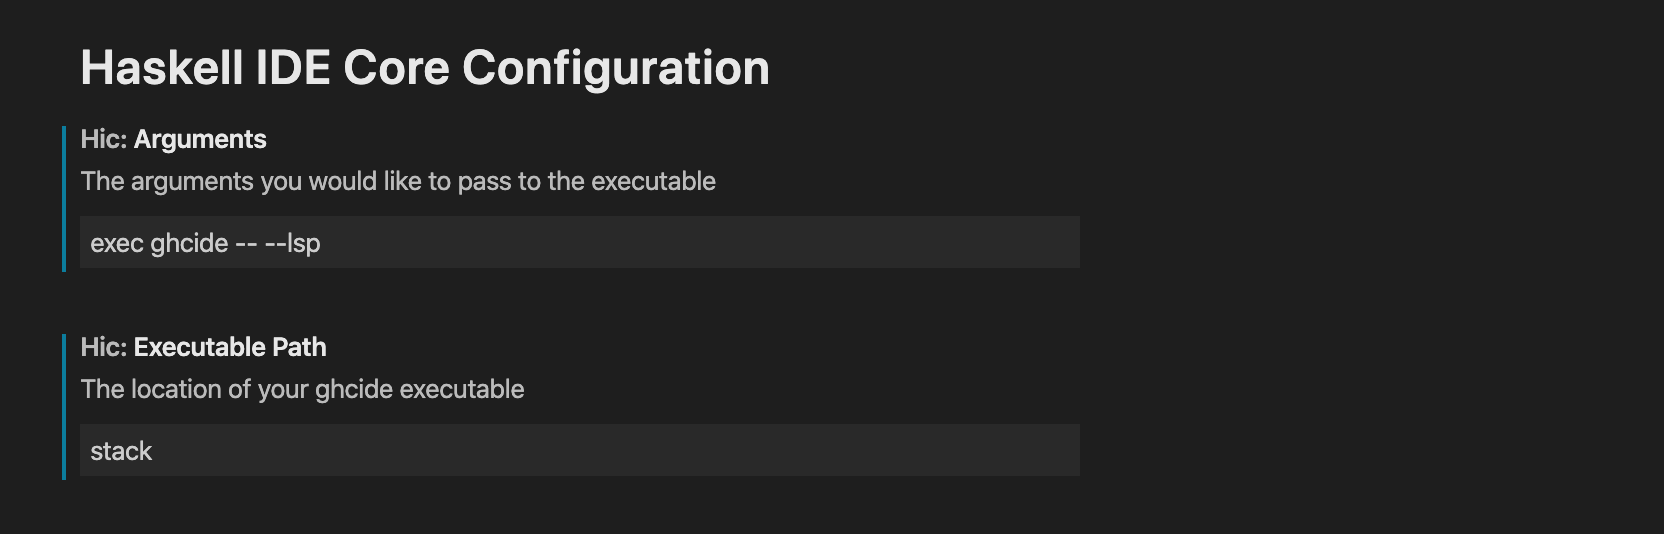 Haskell IDE Core Configuration
Hic: Arguments
The arguments you would like to pass to the executable
exec ghcide -- --lsp
Hic: Executable Path
The location of your ghcide executable
stack